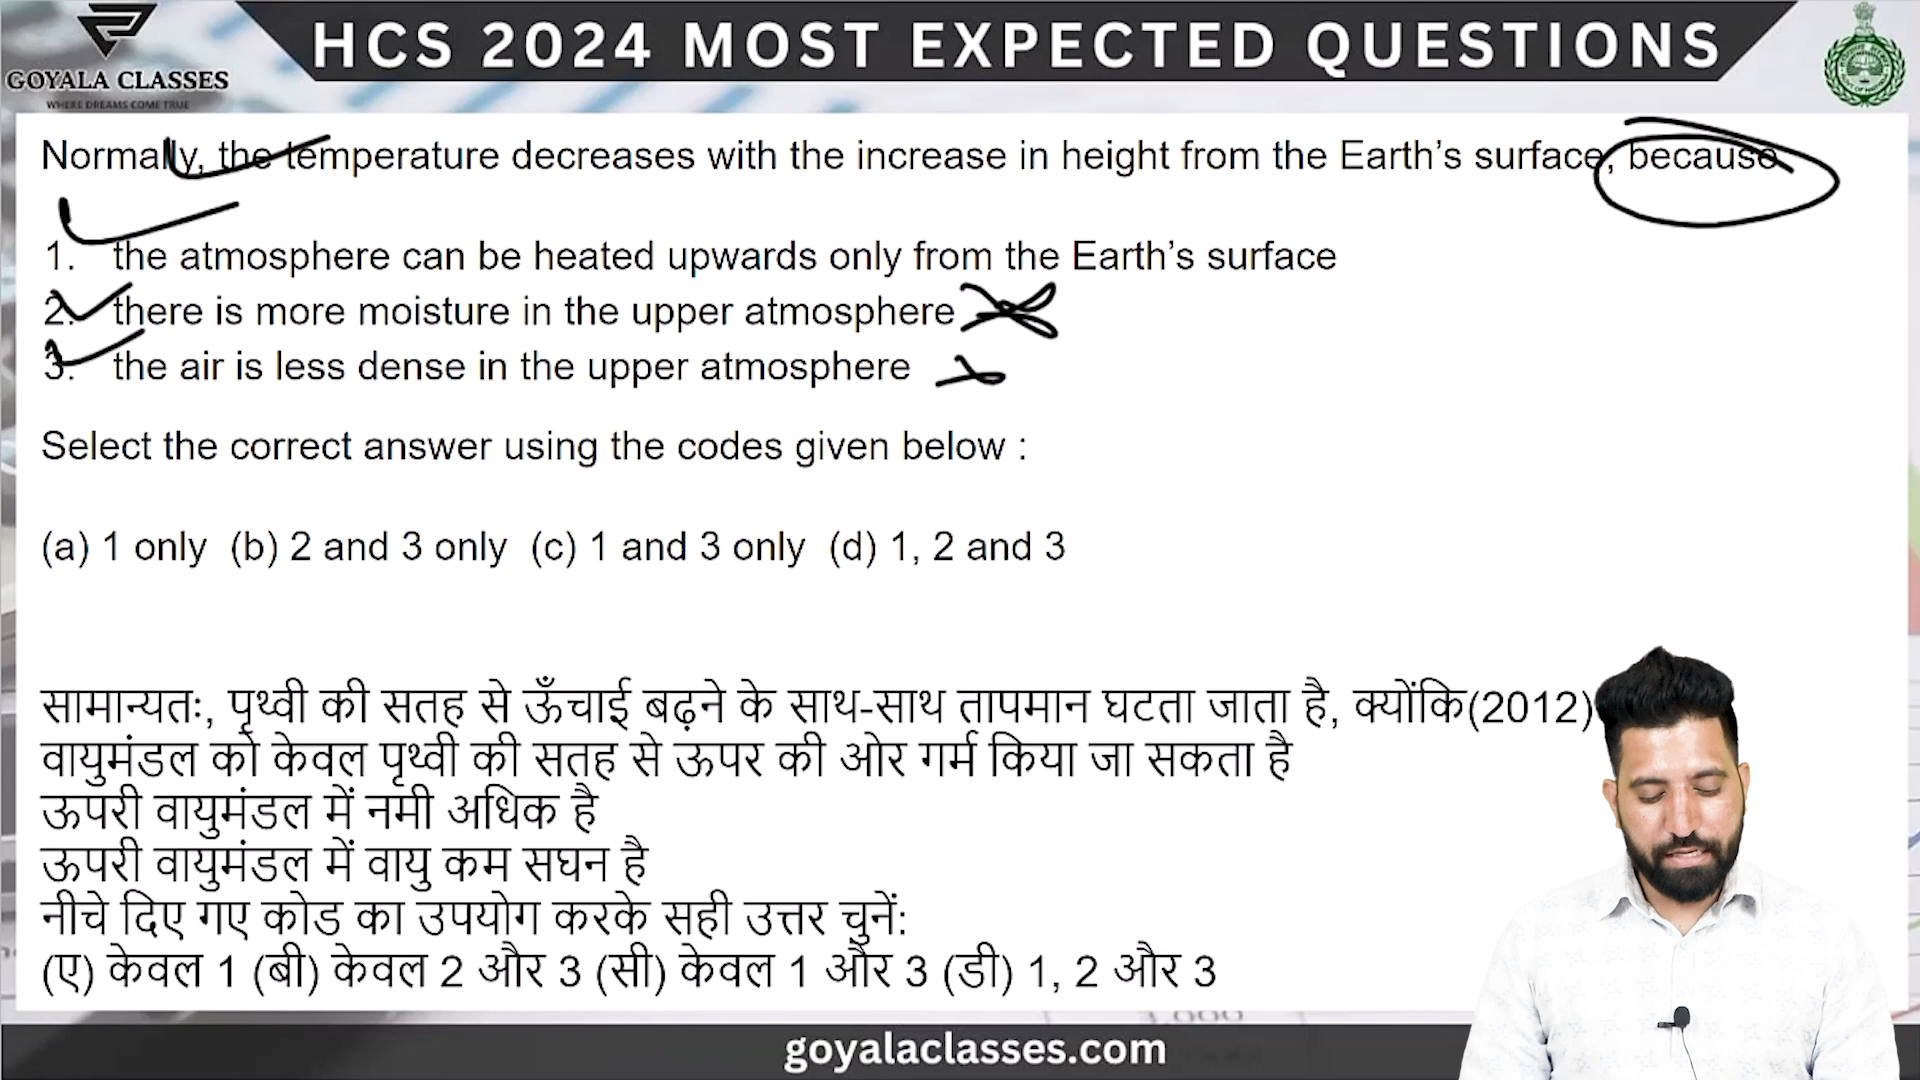 GOYALA CLASSES
WHERE DREAMS COME TRUE
HCS 2024 MOST EXPECTED QUESTIONS
Normally, the temperature decreases with the increase in height from the Earth's surface, because
1. the atmosphere can be heated upwards only from the Earth's surface
2. there is more moisture in the upper atmosphere
3. the air is less dense in the upper atmosphere
Select the correct answer using the codes given below :
(a) 1 only (b) 2 and 3 only (c) 1 and 3 only (d) 1, 2 and 3
सामान्यतः, पृथ्वी की सतह से ऊँचाई बढ़ने के साथ-साथ तापमान घटता जाता है, क्योंकि(2012)
वायुमंडल को केवल पृथ्वी की सतह से ऊपर की ओर गर्म किया जा सकता है
ऊपरी वायुमंडल में नमी अधिक है
ऊपरी वायुमंडल में वायु कम सघन है
नीचे दिए गए कोड का उपयोग करके सही उत्तर चुनें:
(ए) केवल 1 (बी) केवल 2 और 3 (सी) केवल 1 और 3 (डी) 1, 2 और 3
goyalaclasses.com